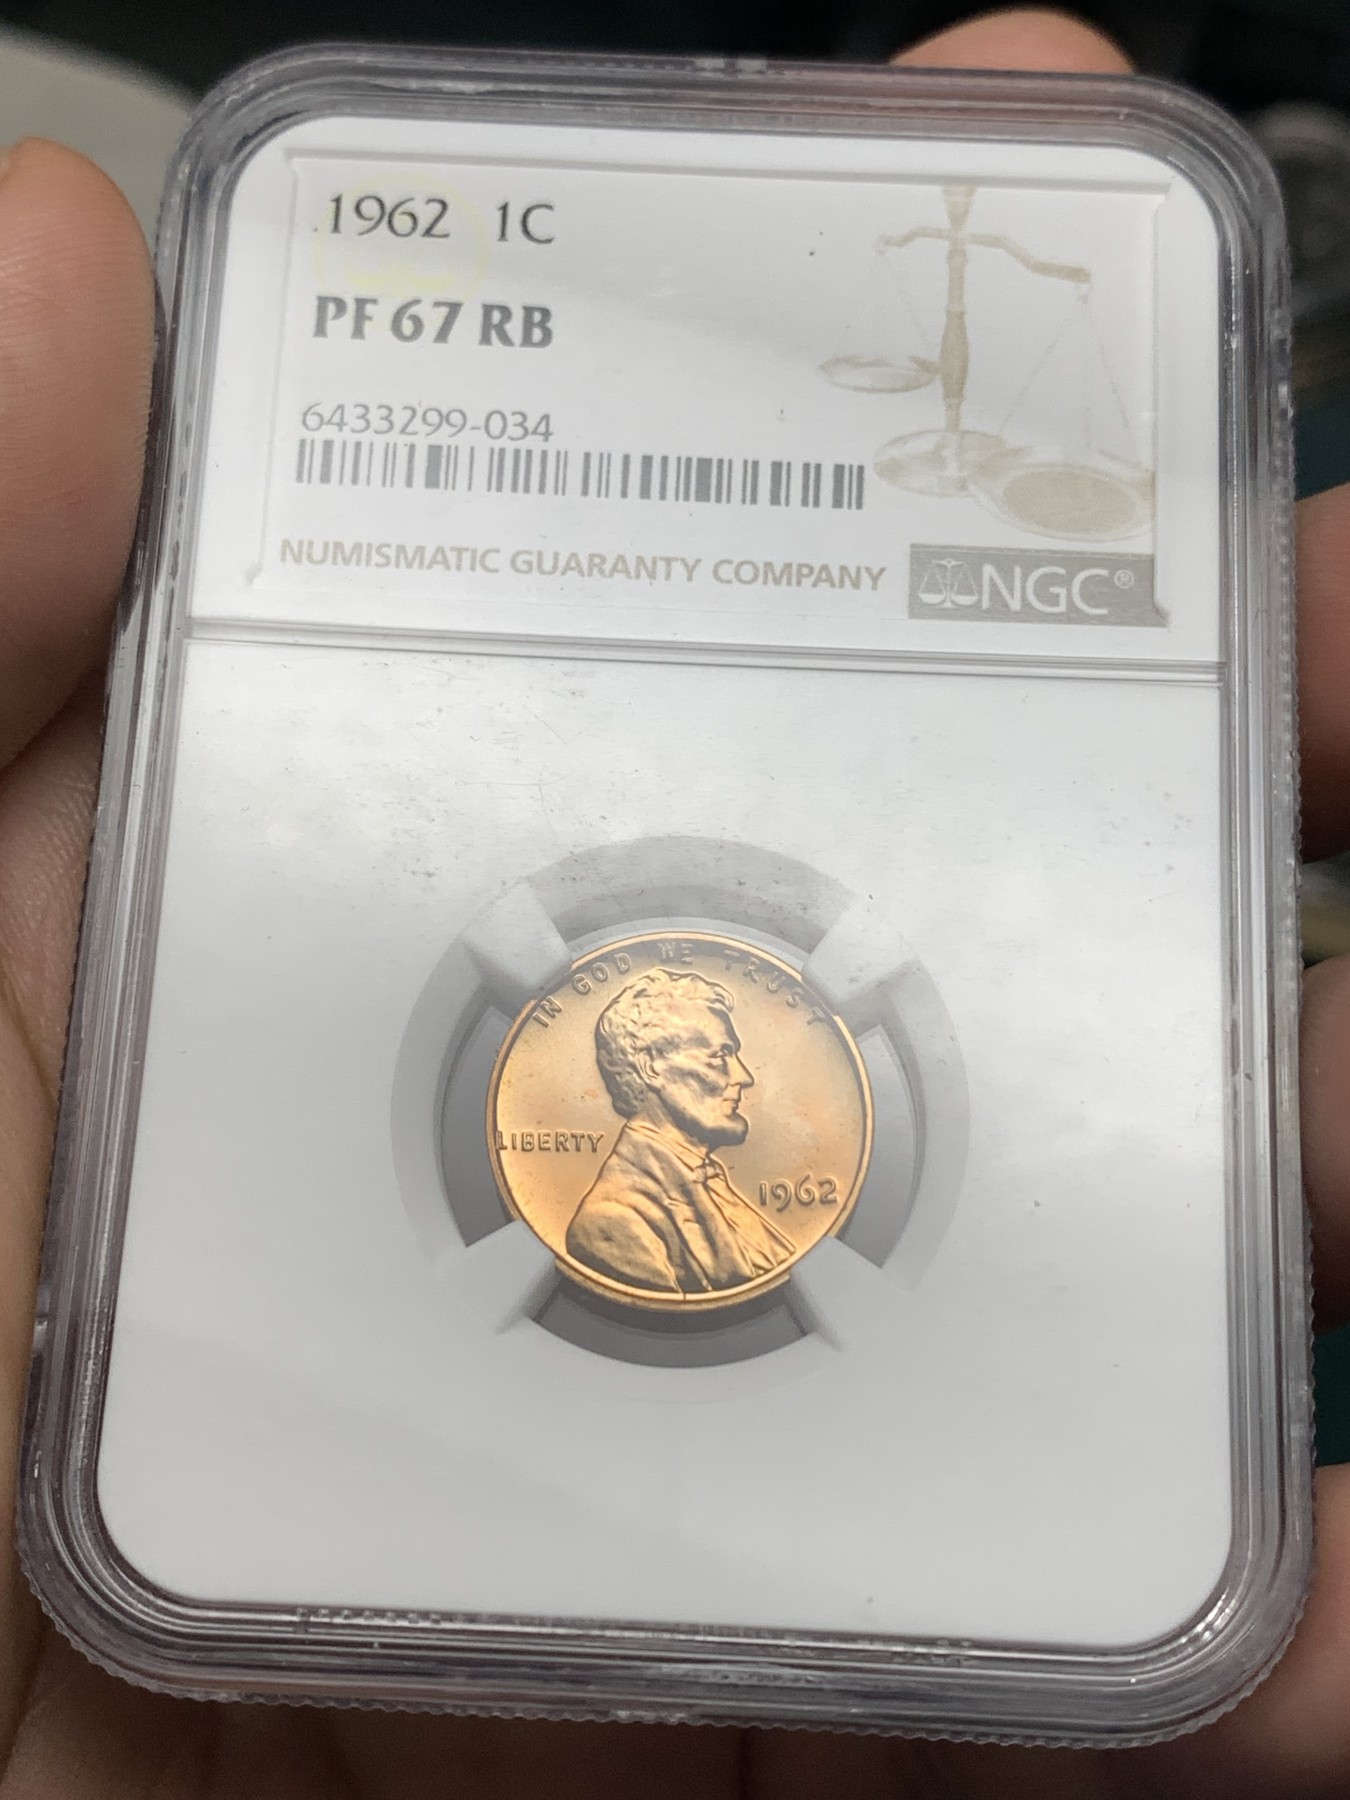 1962 1C
PF 67 RB
6433299-034
NUMISMATIC GUARANTY COMPANY
NGC®
IN GOD WE TRUST
LIBERTY
1962